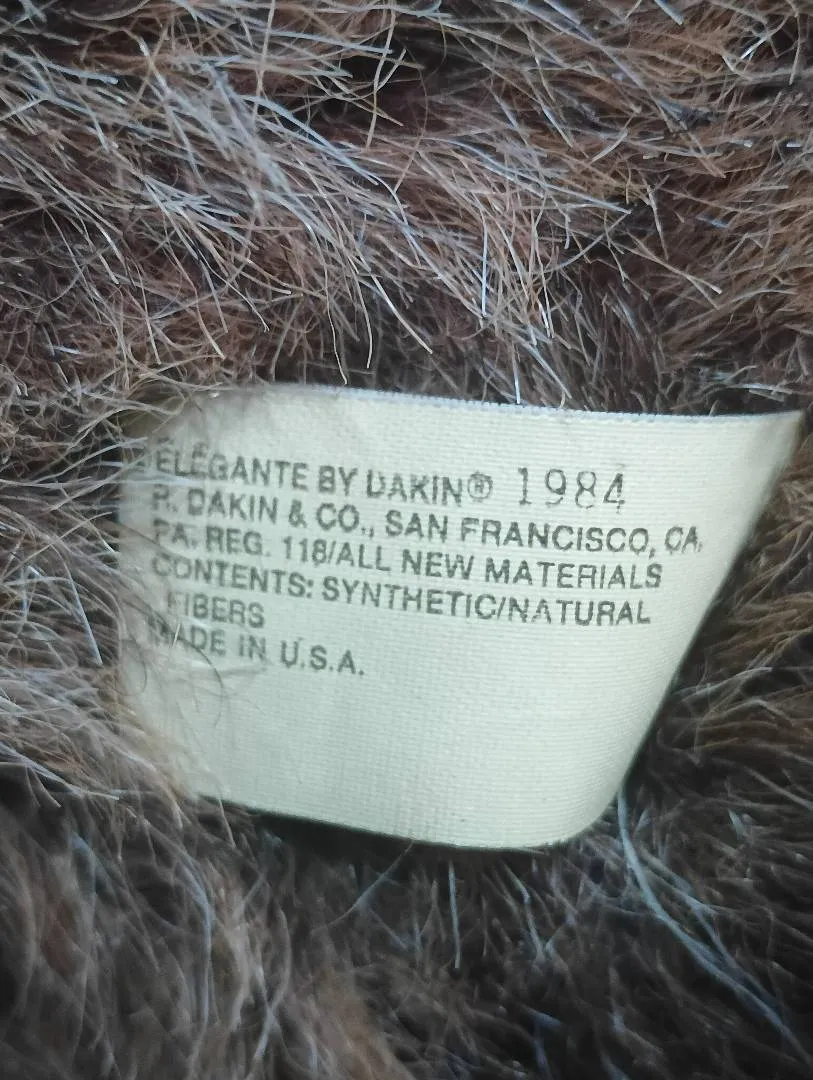 ÉLÉGANTE BY DAKIN® 1984
R. DAKIN & CO., SAN FRANCISCO, CA.
PA. REG. 118/ALL NEW MATERIALS
CONTENTS: SYNTHETIC/NATURAL
FIBERS
MADE IN U.S.A.